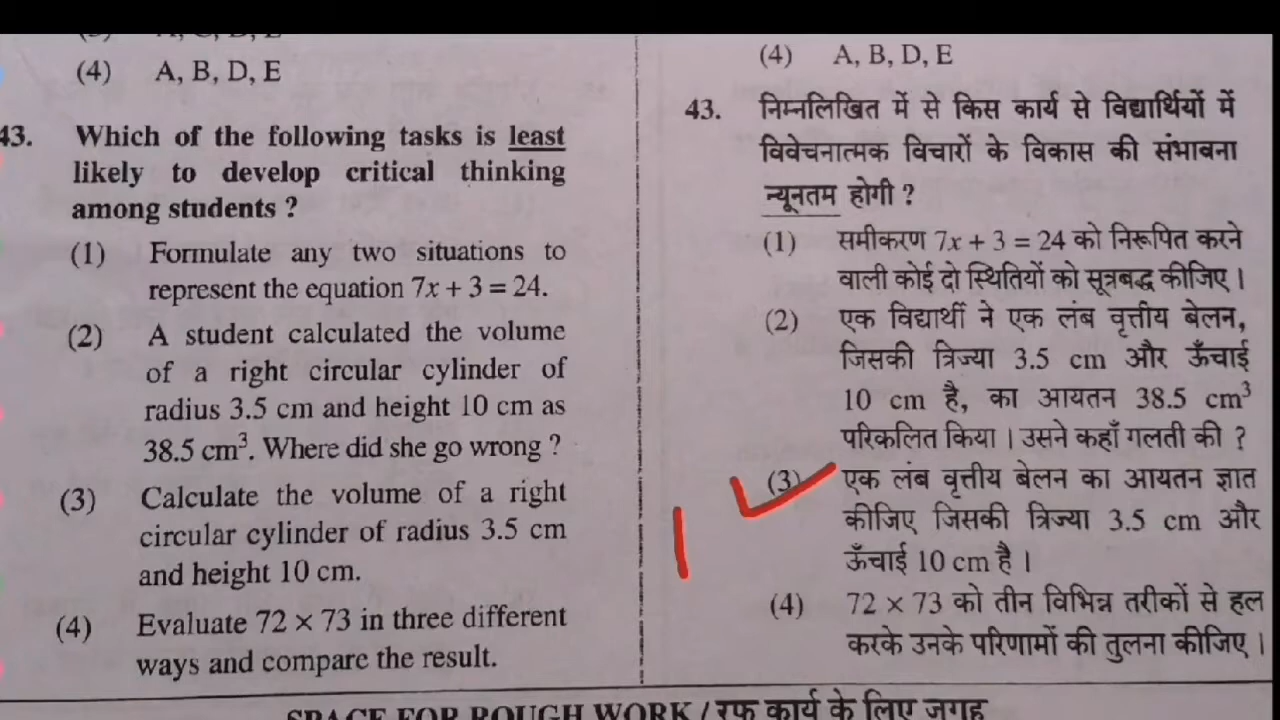 (4) A, B, D, E
43. Which of the following tasks is least
likely to develop critical thinking
among students ?
(1) Formulate any two situations to
represent the equation 7x + 3 = 24.
(2) A student calculated the volume
of a right circular cylinder of
radius 3.5 cm and height 10 cm as
38.5 cm³. Where did she go wrong ?
(3) Calculate the volume of a right
circular cylinder of radius 3.5 cm
and height 10 cm.
(4) Evaluate 72 × 73 in three different
ways and compare the result.
(4) A, B, D, E
43. निम्नलिखित में से किस कार्य से विद्यार्थियों में
विवेचनात्मक विचारों के विकास की संभावना
न्यूनतम होगी ?
(1) समीकरण 7x + 3 = 24 को निरूपित करने
वाली कोई दो स्थितियों को सूत्रबद्ध कीजिए ।
(2) एक विद्यार्थी ने एक लंब वृत्तीय बेलन,
जिसकी त्रिज्या 3.5 cm और ऊँचाई
10 cm है, का आयतन 38.5 cm³
परिकलित किया । उसने कहाँ गलती की ?
(3) एक लंब वृत्तीय बेलन का आयतन ज्ञात
कीजिए जिसकी त्रिज्या 3.5 cm और
ऊँचाई 10 cm है ।
(4) 72 × 73 को तीन विभिन्न तरीकों से हल
करके उनके परिणामों की तुलना कीजिए ।
SPACE FOR ROUGH WORK / रफ कार्य के लिए जगह